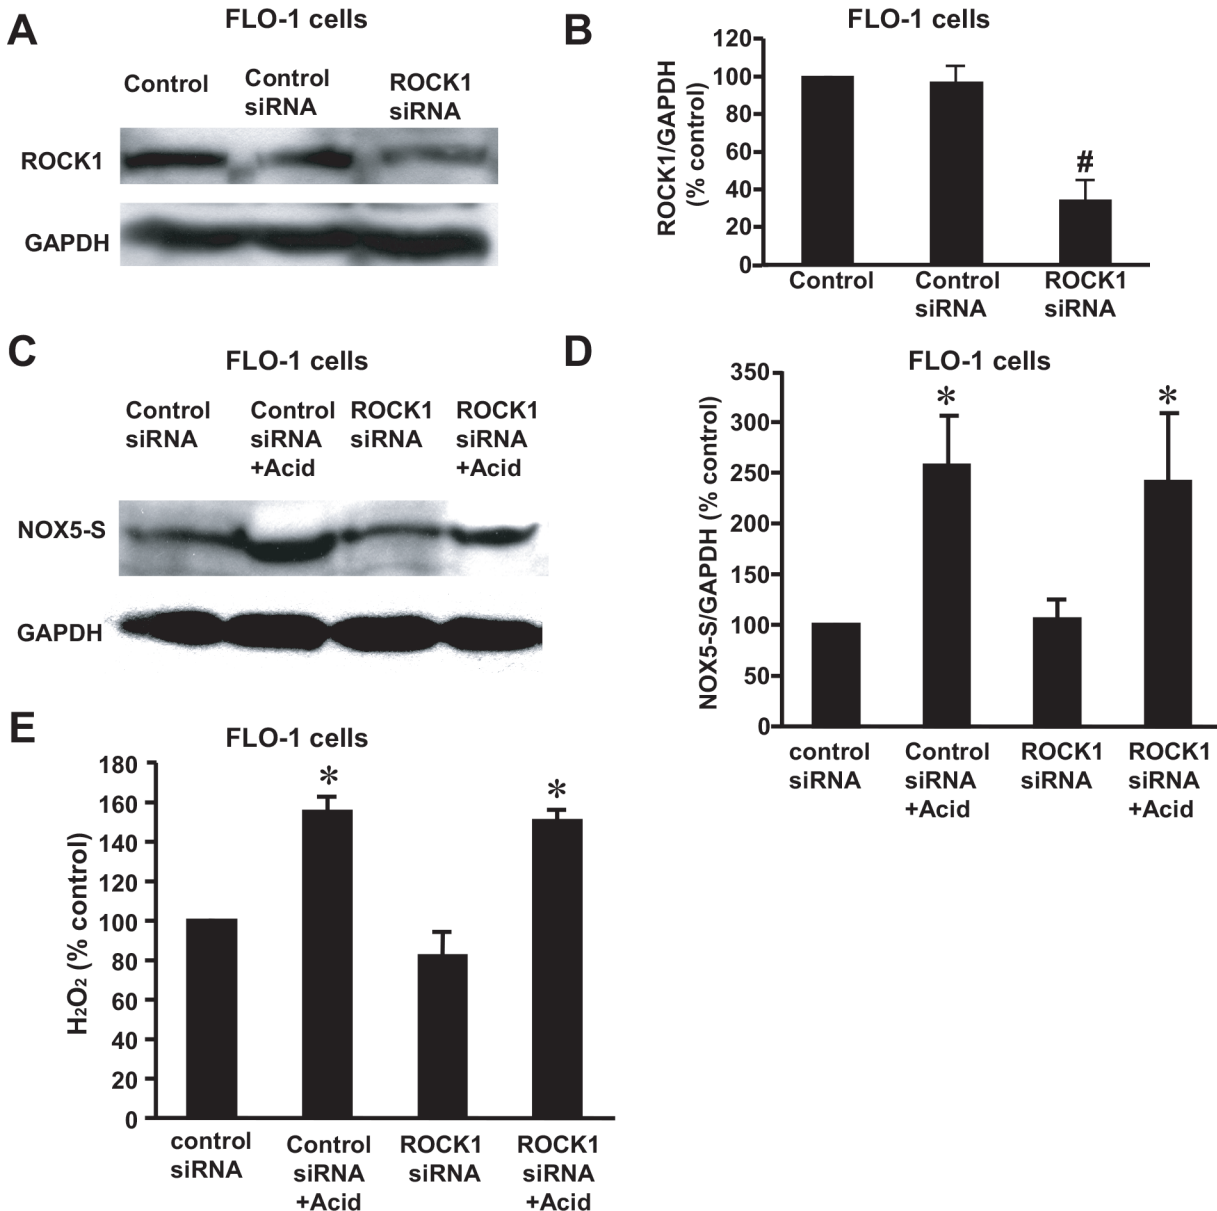 A
FLO-1 cells
Control
Control
siRNA
ROCK1
siRNA
ROCK1
GAPDH
B
FLO-1 cells
ROCK1/GAPDH
(% control)
120
100
80
60
40
20
0
#
Control
Control
siRNA
ROCK1
siRNA
C
FLO-1 cells
Control
siRNA
Control
siRNA
+Acid
ROCK1
siRNA
ROCK1
siRNA
+Acid
NOX5-S
GAPDH
D
FLO-1 cells
NOX5-S/GAPDH (% control)
350
300
250
200
150
100
50
0
*
*
control
siRNA
Control
siRNA
+Acid
ROCK1
siRNA
ROCK1
siRNA
+Acid
E
FLO-1 cells
H₂O₂ (% control)
180
160
140
120
100
80
60
40
20
0
*
*
control
siRNA
Control
siRNA
+Acid
ROCK1
siRNA
ROCK1
siRNA
+Acid